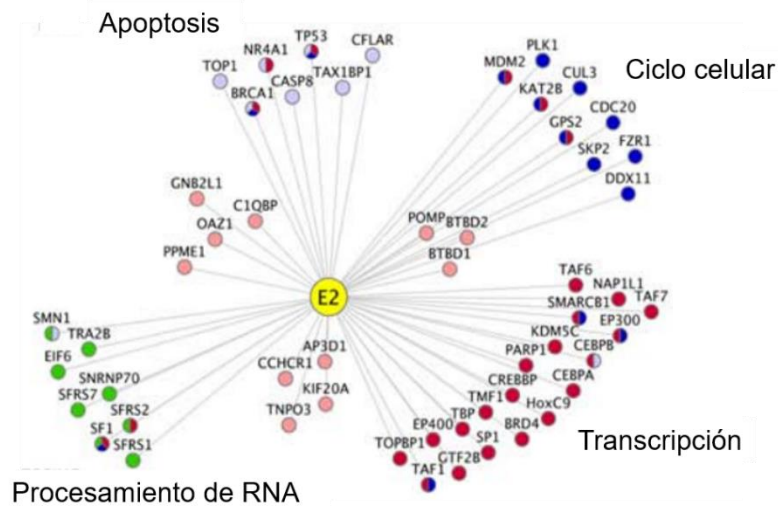 Apoptosis
TP53
CFLAR
NR4A1
TOP1
CASP8
TAX1BP1
BRCA1
PLK1
MDM2
CUL3
Ciclo celular
KAT2B
CDC20
GPS2
FZR1
SKP2
DDX11
GNB2L1
C1QBP
OAZ1
PPME1
POMP
BTBD2
BTBD1
E2
TAF6
NAP1L1
TAF7
SMARCB1
EP300
KDM5C
CEBPB
PARP1
CEBPA
CREBBP
HoxC9
TMF1
BRD4
TBP
EP400
SP1
TOPBP1
GTF2B
TAF1
Transcripción
SMN1
TRA2B
EIF6
SNRNP70
SFRS7
SFRS2
SF1
SFRS1
AP3D1
CCHCR1
KIF20A
TNPO3
Procesamiento de RNA